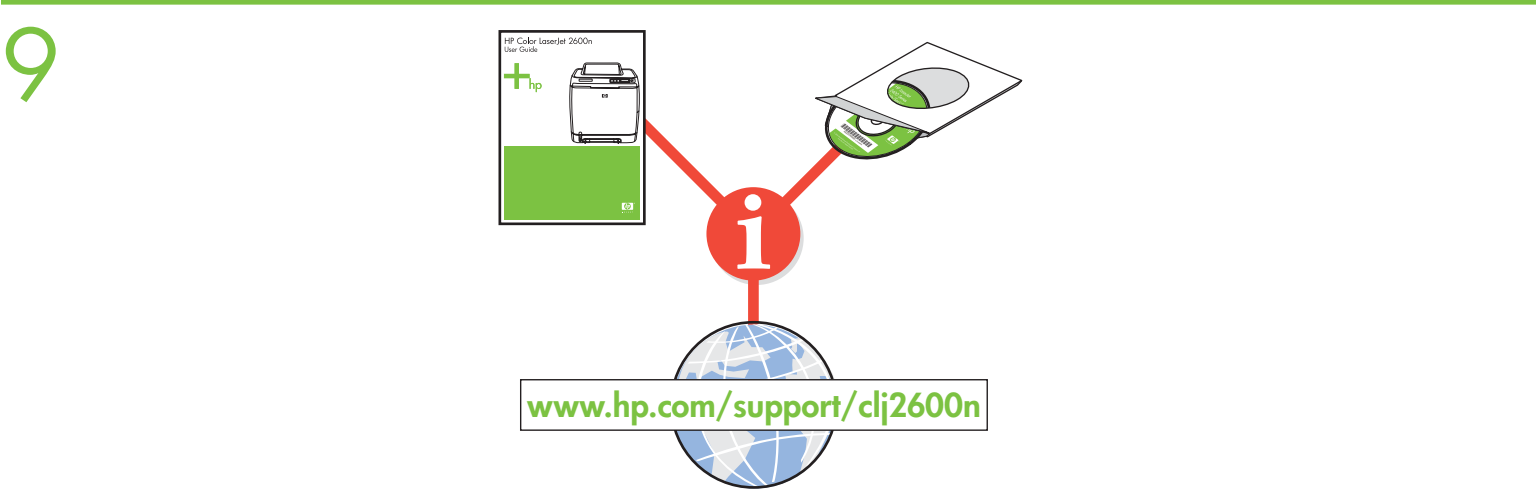 9
HP Color LaserJet 2600n
User Guide
hp
i
www.hp.com/support/clj2600n